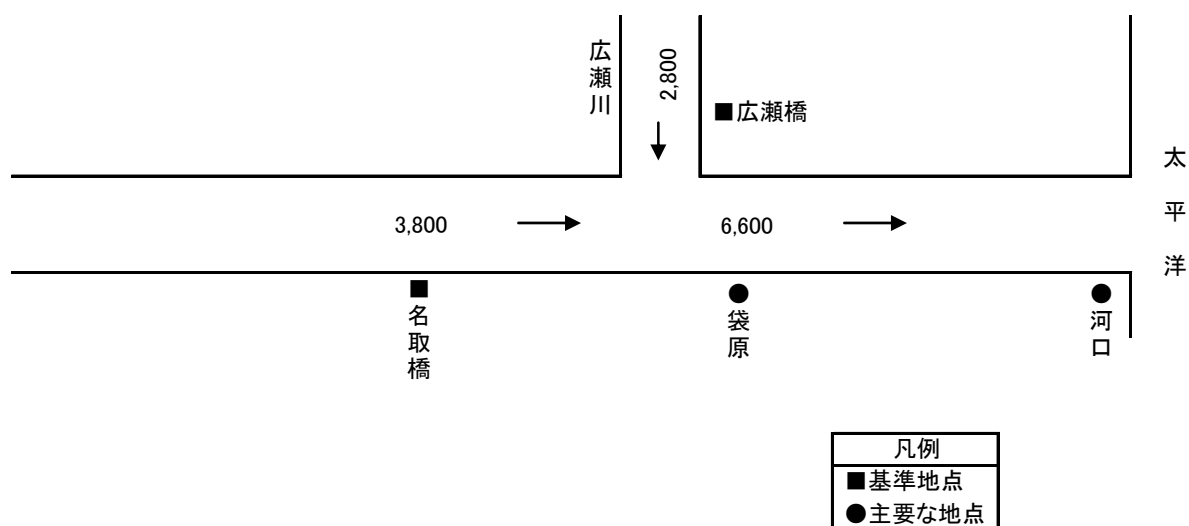 広瀬川
2,800
■広瀬橋
太平洋
3,800
6,600
名取橋
袋原
河口
凡例
■基準地点
●主要な地点